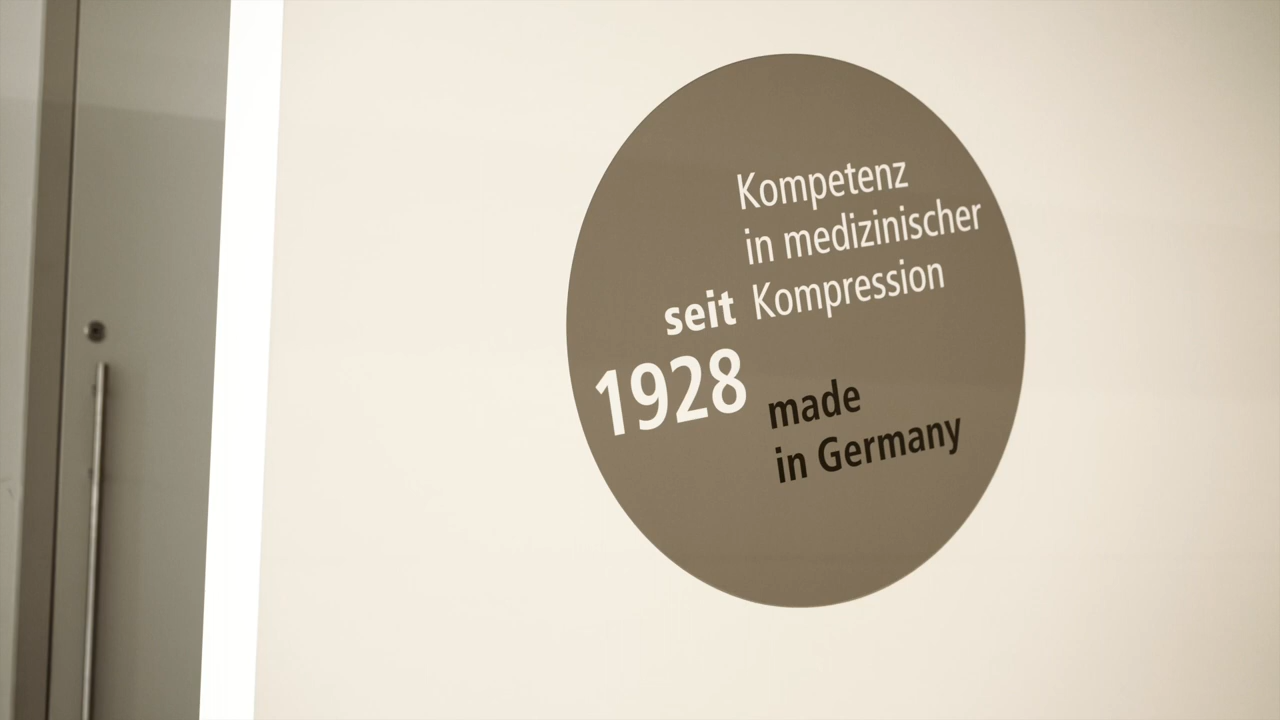 Kompetenz
in medizinischer
Kompression
seit
1928
made
in Germany